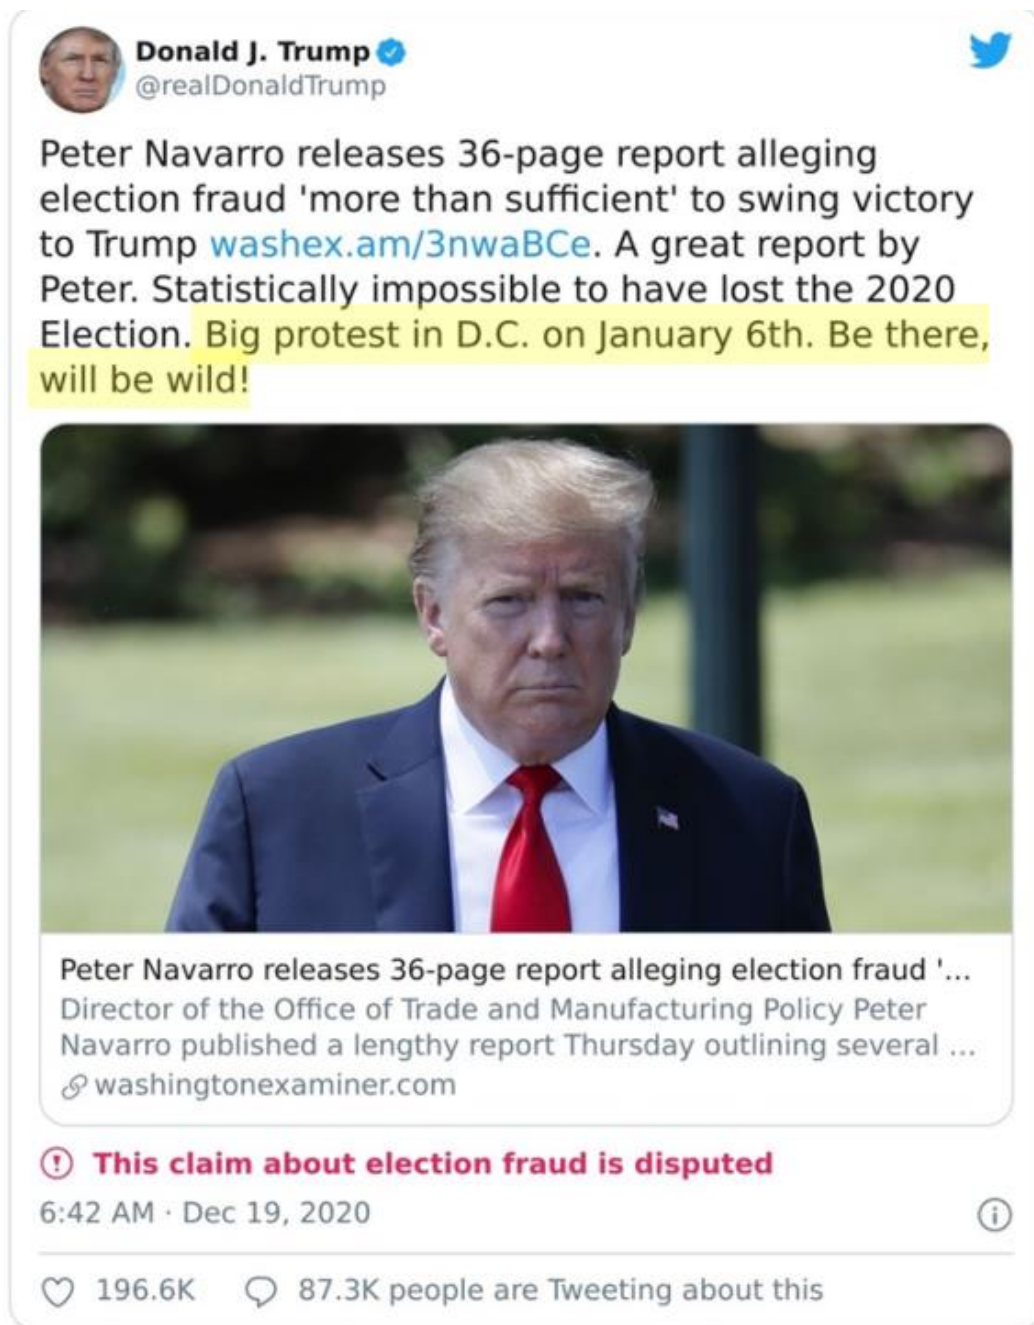 Donald J. Trump
@realDonaldTrump
Peter Navarro releases 36-page report alleging
election fraud 'more than sufficient' to swing victory
to Trump washex.am/3nwaBCe. A great report by
Peter. Statistically impossible to have lost the 2020
Election. Big protest in D.C. on January 6th. Be there,
will be wild!
Peter Navarro releases 36-page report alleging election fraud '...
Director of the Office of Trade and Manufacturing Policy Peter
Navarro published a lengthy report Thursday outlining several ...
washingtonexaminer.com
This claim about election fraud is disputed
6:42 AM · Dec 19, 2020
196.6K 87.3K people are Tweeting about this